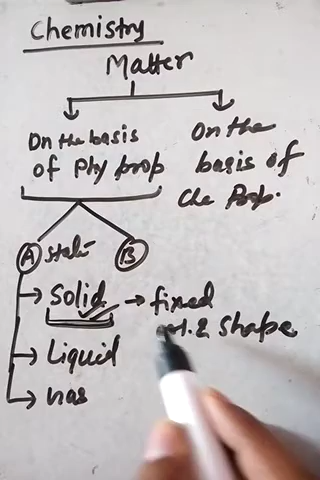 Chemistry
Matter
On the basis
of Phy prop
On the
basis of
Che Prop.
A state
B
Solid → fixed
& Shape
Liquid
Gas